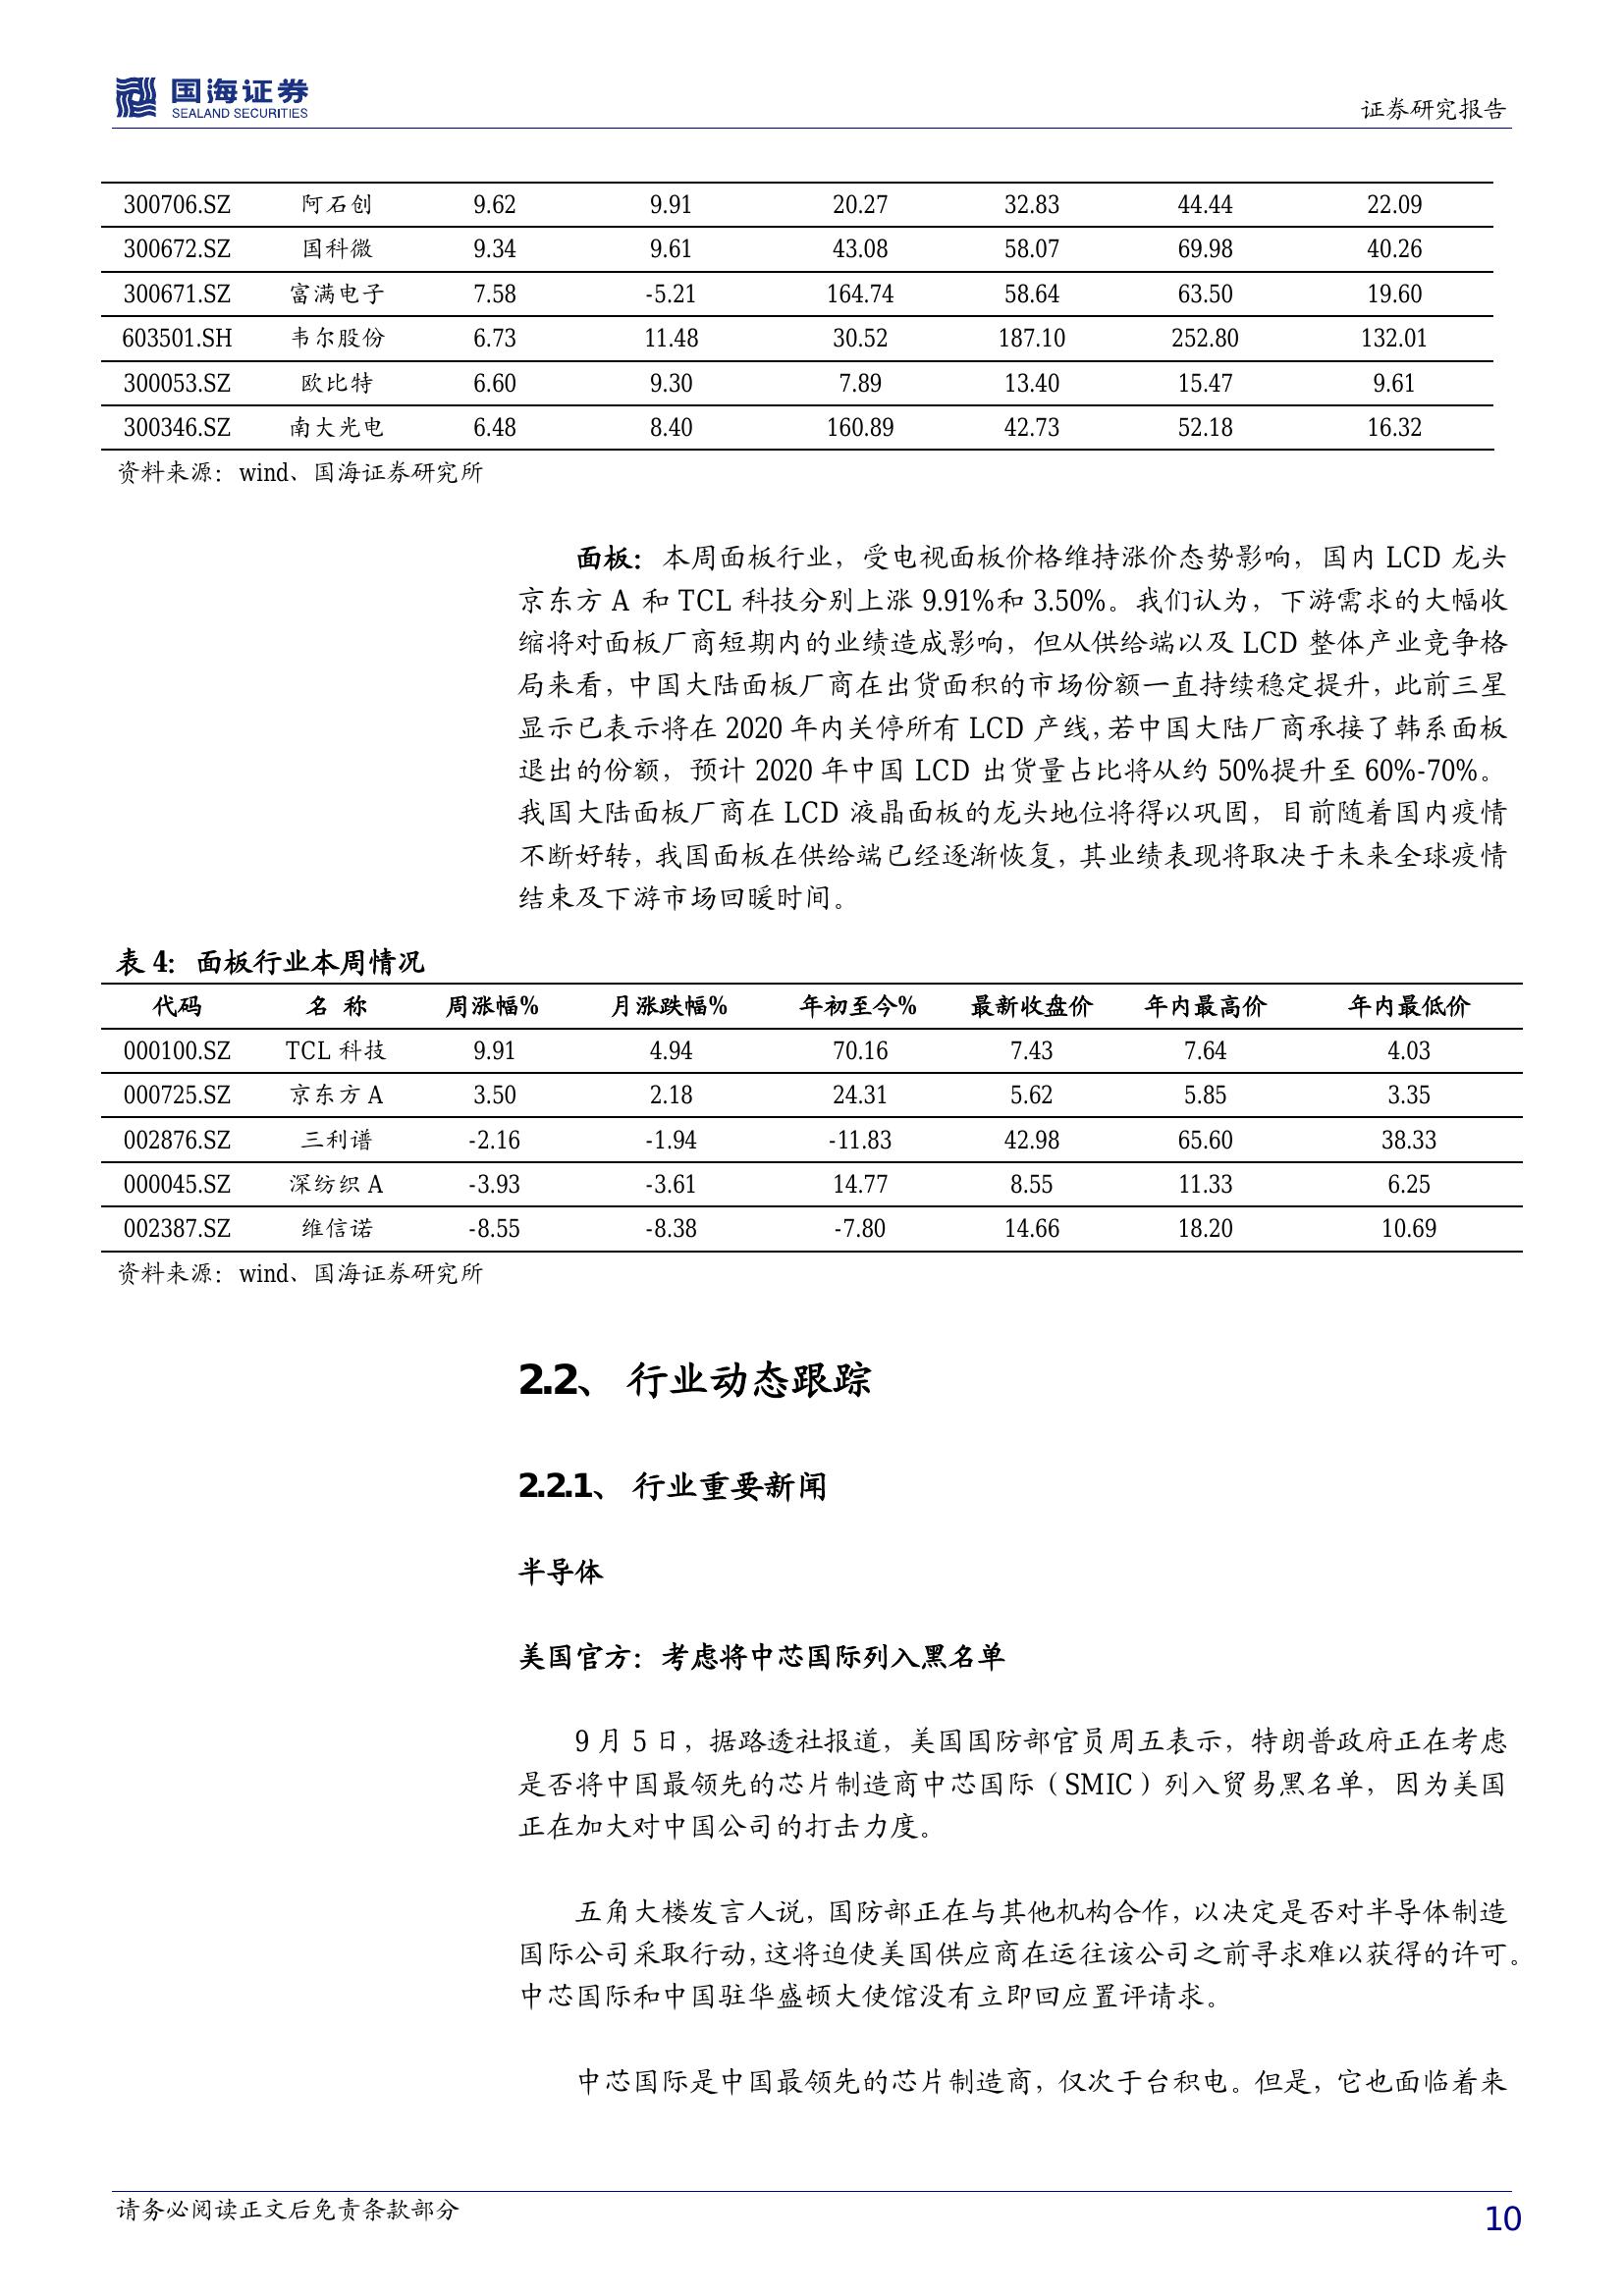 国海证券
SEALAND SECURITIES
证券研究报告
300706.SZ 阿石创 9.62 9.91 20.27 32.83 44.44 22.09
300672.SZ 国科微 9.34 9.61 43.08 58.07 69.98 40.26
300671.SZ 富满电子 7.58 -5.21 164.74 58.64 63.50 19.60
603501.SH 韦尔股份 6.73 11.48 30.52 187.10 252.80 132.01
300053.SZ 欧比特 6.60 9.30 7.89 13.40 15.47 9.61
300346.SZ 南大光电 6.48 8.40 160.89 42.73 52.18 16.32
资料来源：wind、国海证券研究所
面板：本周面板行业，受电视面板价格维持涨价态势影响，国内 LCD 龙头
京东方 A 和 TCL 科技分别上涨 9.91%和 3.50%。我们认为，下游需求的大幅收
缩将对面板厂商短期内的业绩造成影响，但从供给端以及 LCD 整体产业竞争格
局来看，中国大陆面板厂商在出货面积的市场份额一直持续稳定提升，此前三星
显示已表示将在 2020 年内关停所有 LCD 产线，若中国大陆厂商承接了韩系面板
退出的份额，预计 2020 年中国 LCD 出货量占比将从约 50%提升至 60%-70%。
我国大陆面板厂商在 LCD 液晶面板的龙头地位将得以巩固，目前随着国内疫情
不断好转，我国面板在供给端已经逐渐恢复，其业绩表现将取决于未来全球疫情
结束及下游市场回暖时间。
表 4：面板行业本周情况
代码 名 称 周涨幅% 月涨跌幅% 年初至今% 最新收盘价 年内最高价 年内最低价
000100.SZ TCL 科技 9.91 4.94 70.16 7.43 7.64 4.03
000725.SZ 京东方 A 3.50 2.18 24.31 5.62 5.85 3.35
002876.SZ 三利谱 -2.16 -1.94 -11.83 42.98 65.60 38.33
000045.SZ 深纺织 A -3.93 -3.61 14.77 8.55 11.33 6.25
002387.SZ 维信诺 -8.55 -8.38 -7.80 14.66 18.20 10.69
资料来源：wind、国海证券研究所
2.2、 行业动态跟踪
2.2.1、 行业重要新闻
半导体
美国官方：考虑将中芯国际列入黑名单
9 月 5 日，据路透社报道，美国国防部官员周五表示，特朗普政府正在考虑
是否将中国最领先的芯片制造商中芯国际（SMIC）列入贸易黑名单，因为美国
正在加大对中国公司的打击力度。
五角大楼发言人说，国防部正在与其他机构合作，以决定是否对半导体制造
国际公司采取行动，这将迫使美国供应商在运往该公司之前寻求难以获得的许可。
中芯国际和中国驻华盛顿大使馆没有立即回应置评请求。
中芯国际是中国最领先的芯片制造商，仅次于台积电。但是，它也面临着来
请务必阅读正文后免责条款部分
10